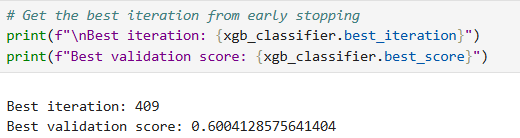 # Get the best iteration from early stopping
print(f"\nBest iteration: {xgb_classifier.best_iteration}")
print(f"Best validation score: {xgb_classifier.best_score}")
Best iteration: 409
Best validation score: 0.6004128575641404